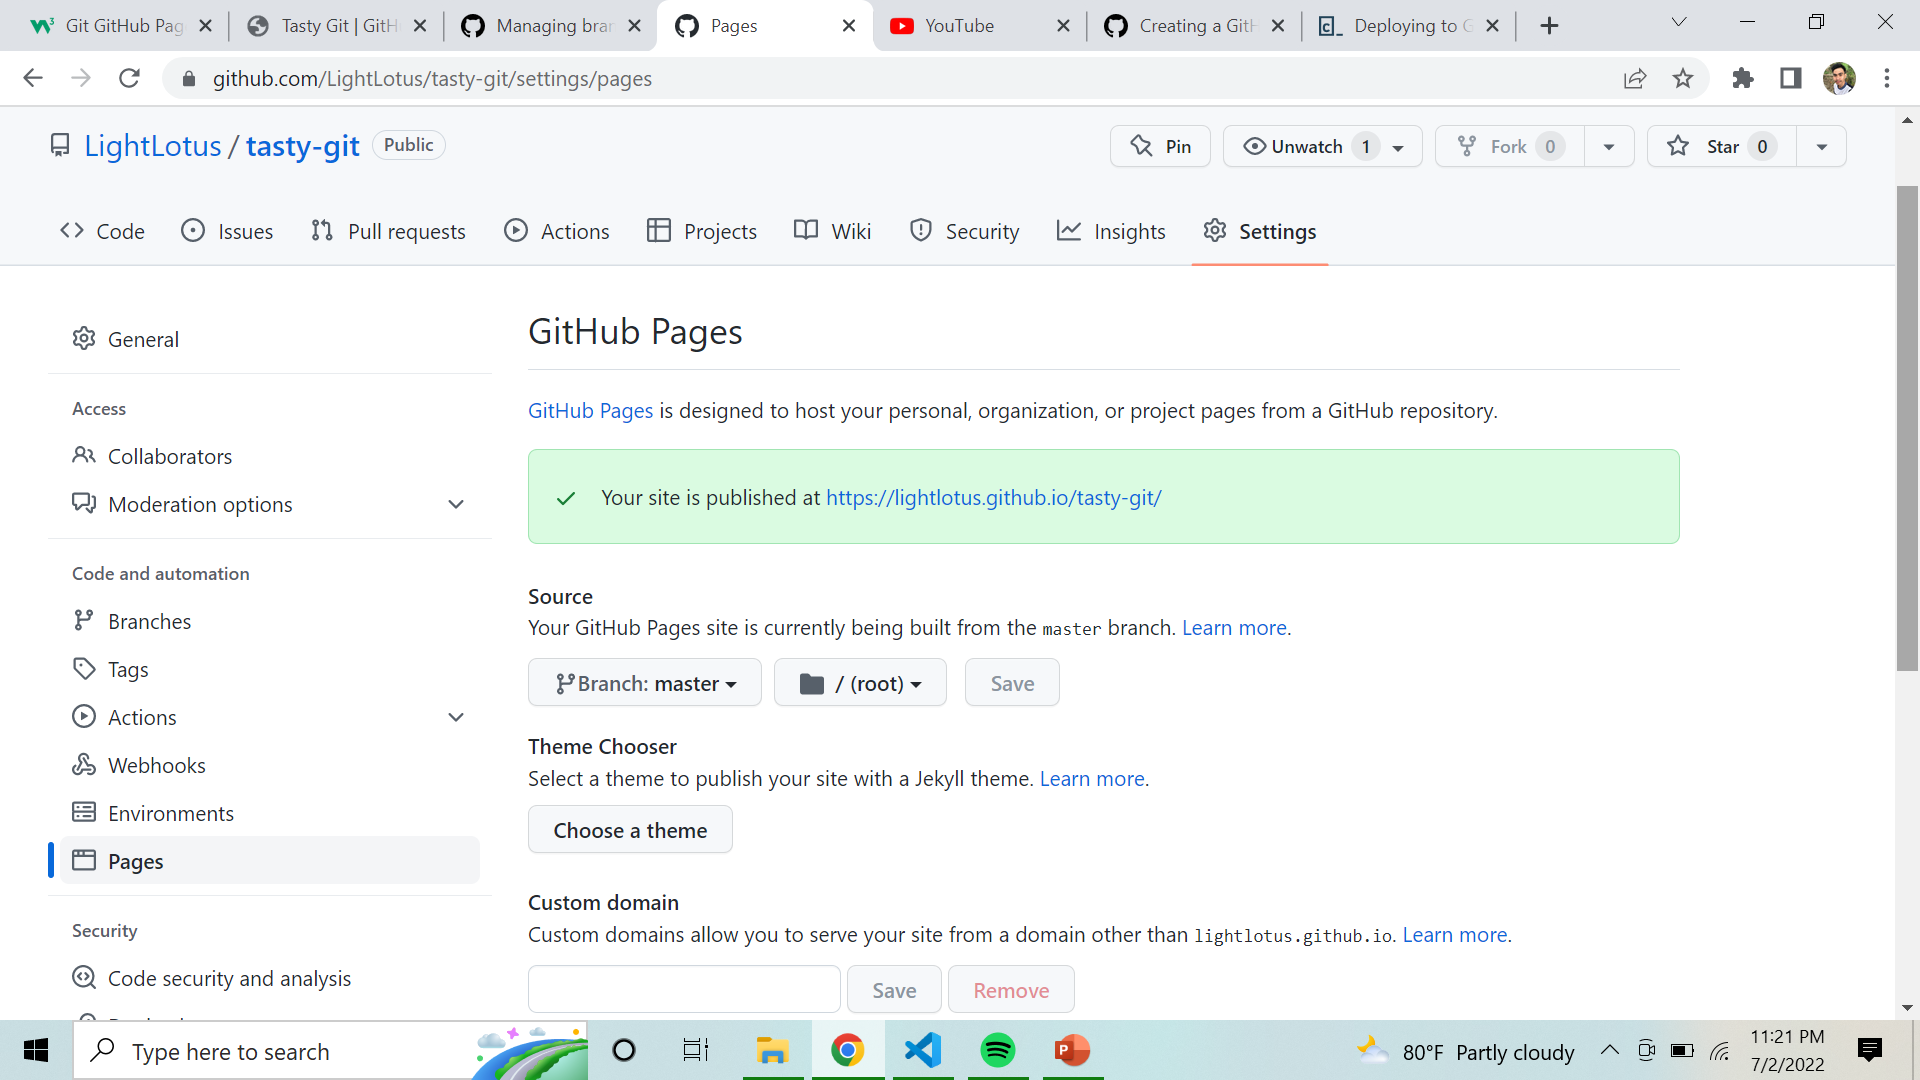 Git GitHub Pag
Tasty Git | GitH
Managing bran
Pages
YouTube
Creating a GitH
Deploying to G
github.com/LightLotus/tasty-git/settings/pages
LightLotus / tasty-git Public
Pin
Unwatch 1
Fork 0
Star 0
Code
Issues
Pull requests
Actions
Projects
Wiki
Security
Insights
Settings
General
Access
Collaborators
Moderation options
Code and automation
Branches
Tags
Actions
Webhooks
Environments
Pages
Security
Code security and analysis
GitHub Pages
GitHub Pages is designed to host your personal, organization, or project pages from a GitHub repository.
Your site is published at https://lightlotus.github.io/tasty-git/
Source
Your GitHub Pages site is currently being built from the master branch. Learn more.
Branch: master
/ (root)
Save
Theme Chooser
Select a theme to publish your site with a Jekyll theme. Learn more.
Choose a theme
Custom domain
Custom domains allow you to serve your site from a domain other than lightlotus.github.io. Learn more.
Save
Remove
Type here to search
80°F Partly cloudy
11:21 PM
7/2/2022